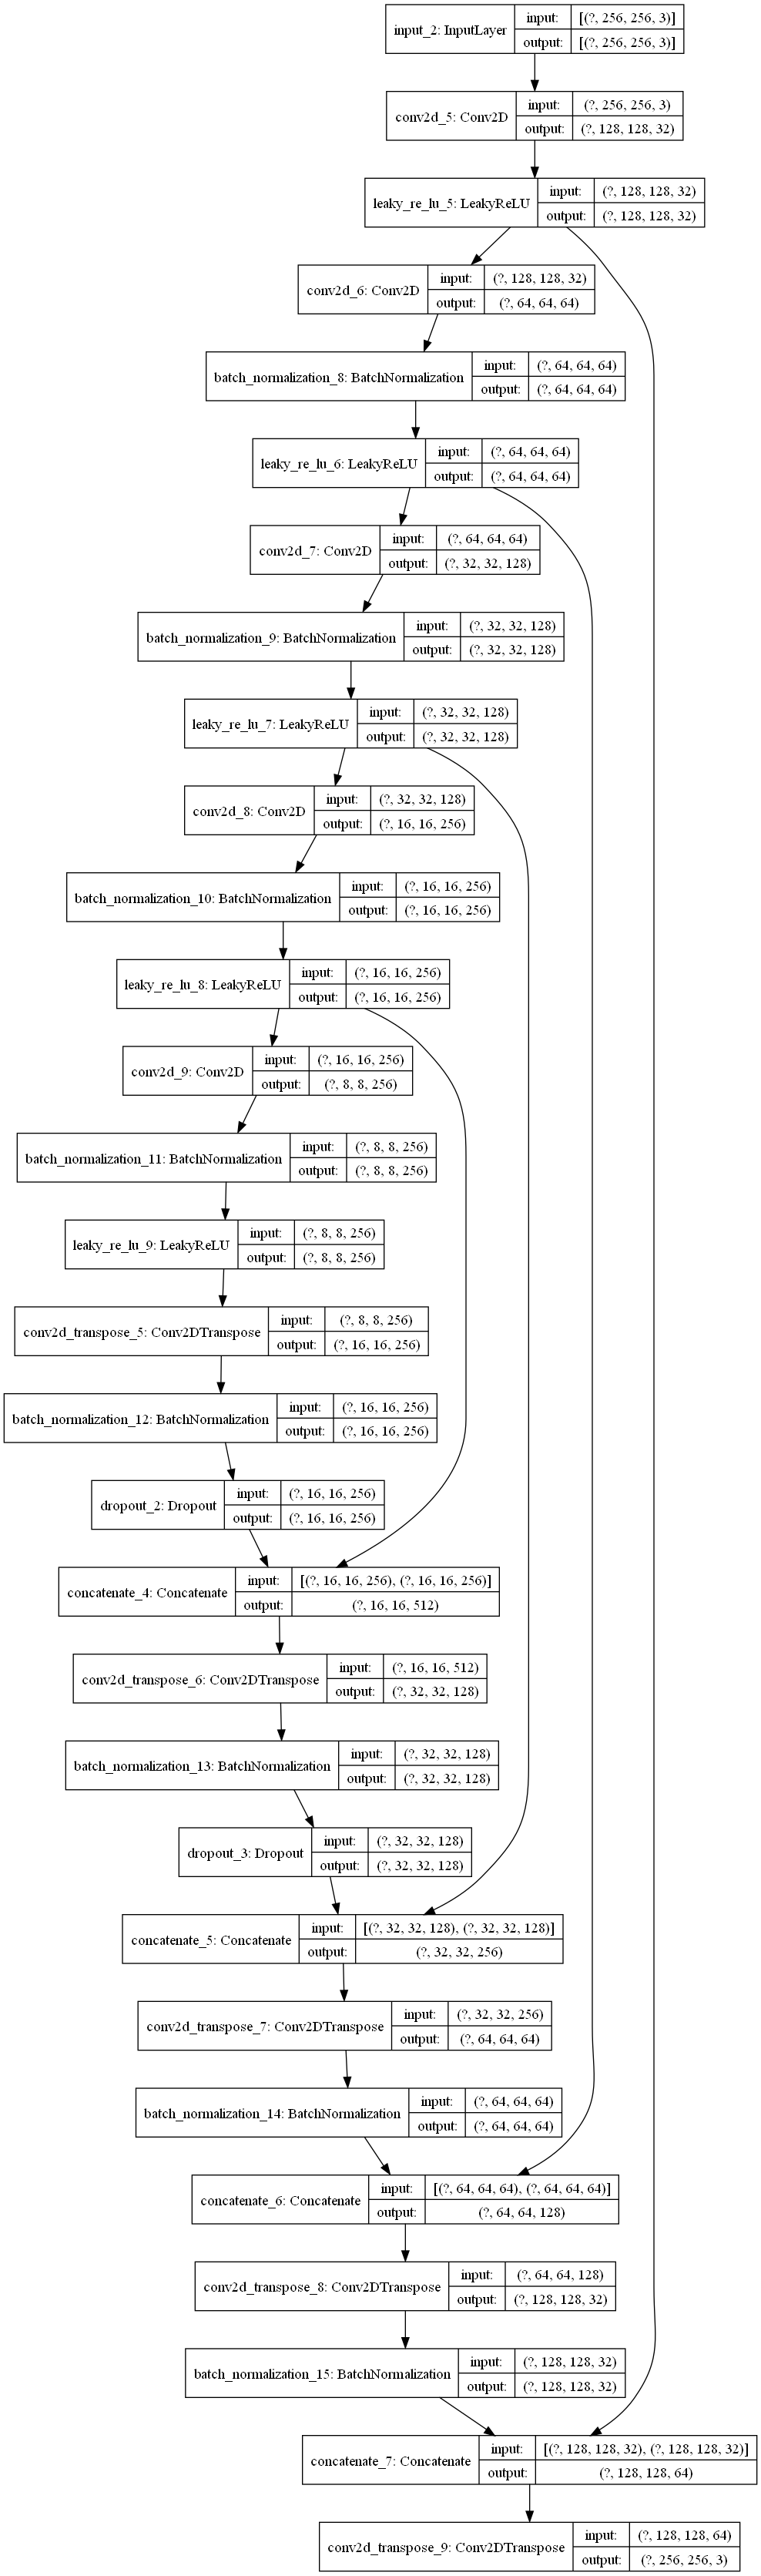 input_2: InputLayer
input: [(?, 256, 256, 3)]
output: [(?, 256, 256, 3)]
conv2d_5: Conv2D
input: (?, 256, 256, 3)
output: (?, 128, 128, 32)
leaky_re_lu_5: LeakyReLU
input: (?, 128, 128, 32)
output: (?, 128, 128, 32)
conv2d_6: Conv2D
input: (?, 128, 128, 32)
output: (?, 64, 64, 64)
batch_normalization_8: BatchNormalization
input: (?, 64, 64, 64)
output: (?, 64, 64, 64)
leaky_re_lu_6: LeakyReLU
input: (?, 64, 64, 64)
output: (?, 64, 64, 64)
conv2d_7: Conv2D
input: (?, 64, 64, 64)
output: (?, 32, 32, 128)
batch_normalization_9: BatchNormalization
input: (?, 32, 32, 128)
output: (?, 32, 32, 128)
leaky_re_lu_7: LeakyReLU
input: (?, 32, 32, 128)
output: (?, 32, 32, 128)
conv2d_8: Conv2D
input: (?, 32, 32, 128)
output: (?, 16, 16, 256)
batch_normalization_10: BatchNormalization
input: (?, 16, 16, 256)
output: (?, 16, 16, 256)
leaky_re_lu_8: LeakyReLU
input: (?, 16, 16, 256)
output: (?, 16, 16, 256)
conv2d_9: Conv2D
input: (?, 16, 16, 256)
output: (?, 8, 8, 256)
batch_normalization_11: BatchNormalization
input: (?, 8, 8, 256)
output: (?, 8, 8, 256)
leaky_re_lu_9: LeakyReLU
input: (?, 8, 8, 256)
output: (?, 8, 8, 256)
conv2d_transpose_5: Conv2DTranspose
input: (?, 8, 8, 256)
output: (?, 16, 16, 256)
batch_normalization_12: BatchNormalization
input: (?, 16, 16, 256)
output: (?, 16, 16, 256)
dropout_2: Dropout
input: (?, 16, 16, 256)
output: (?, 16, 16, 256)
concatenate_4: Concatenate
input: [(?, 16, 16, 256), (?, 16, 16, 256)]
output: (?, 16, 16, 512)
conv2d_transpose_6: Conv2DTranspose
input: (?, 16, 16, 512)
output: (?, 32, 32, 128)
batch_normalization_13: BatchNormalization
input: (?, 32, 32, 128)
output: (?, 32, 32, 128)
dropout_3: Dropout
input: (?, 32, 32, 128)
output: (?, 32, 32, 128)
concatenate_5: Concatenate
input: [(?, 32, 32, 128), (?, 32, 32, 128)]
output: (?, 32, 32, 256)
conv2d_transpose_7: Conv2DTranspose
input: (?, 32, 32, 256)
output: (?, 64, 64, 64)
batch_normalization_14: BatchNormalization
input: (?, 64, 64, 64)
output: (?, 64, 64, 64)
concatenate_6: Concatenate
input: [(?, 64, 64, 64), (?, 64, 64, 64)]
output: (?, 64, 64, 128)
conv2d_transpose_8: Conv2DTranspose
input: (?, 64, 64, 128)
output: (?, 128, 128, 32)
batch_normalization_15: BatchNormalization
input: (?, 128, 128, 32)
output: (?, 128, 128, 32)
concatenate_7: Concatenate
input: [(?, 128, 128, 32), (?, 128, 128, 32)]
output: (?, 128, 128, 64)
conv2d_transpose_9: Conv2DTranspose
input: (?, 128, 128, 64)
output: (?, 256, 256, 3)